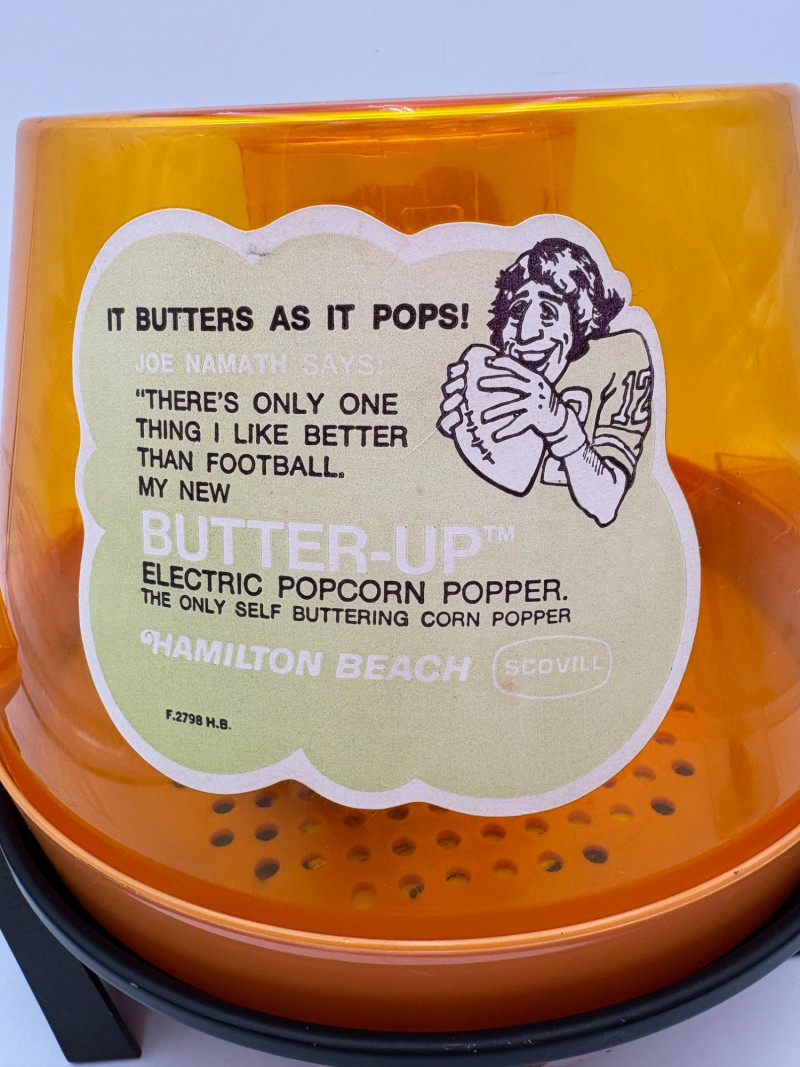 IT BUTTERS AS IT POPS!
JOE NAMATH SAYS:
"THERE'S ONLY ONE
THING I LIKE BETTER
THAN FOOTBALL.
MY NEW
BUTTER-UP™
ELECTRIC POPCORN POPPER.
THE ONLY SELF BUTTERING CORN POPPER
HAMILTON BEACH SCOVILL
F.2798 H.B.
12